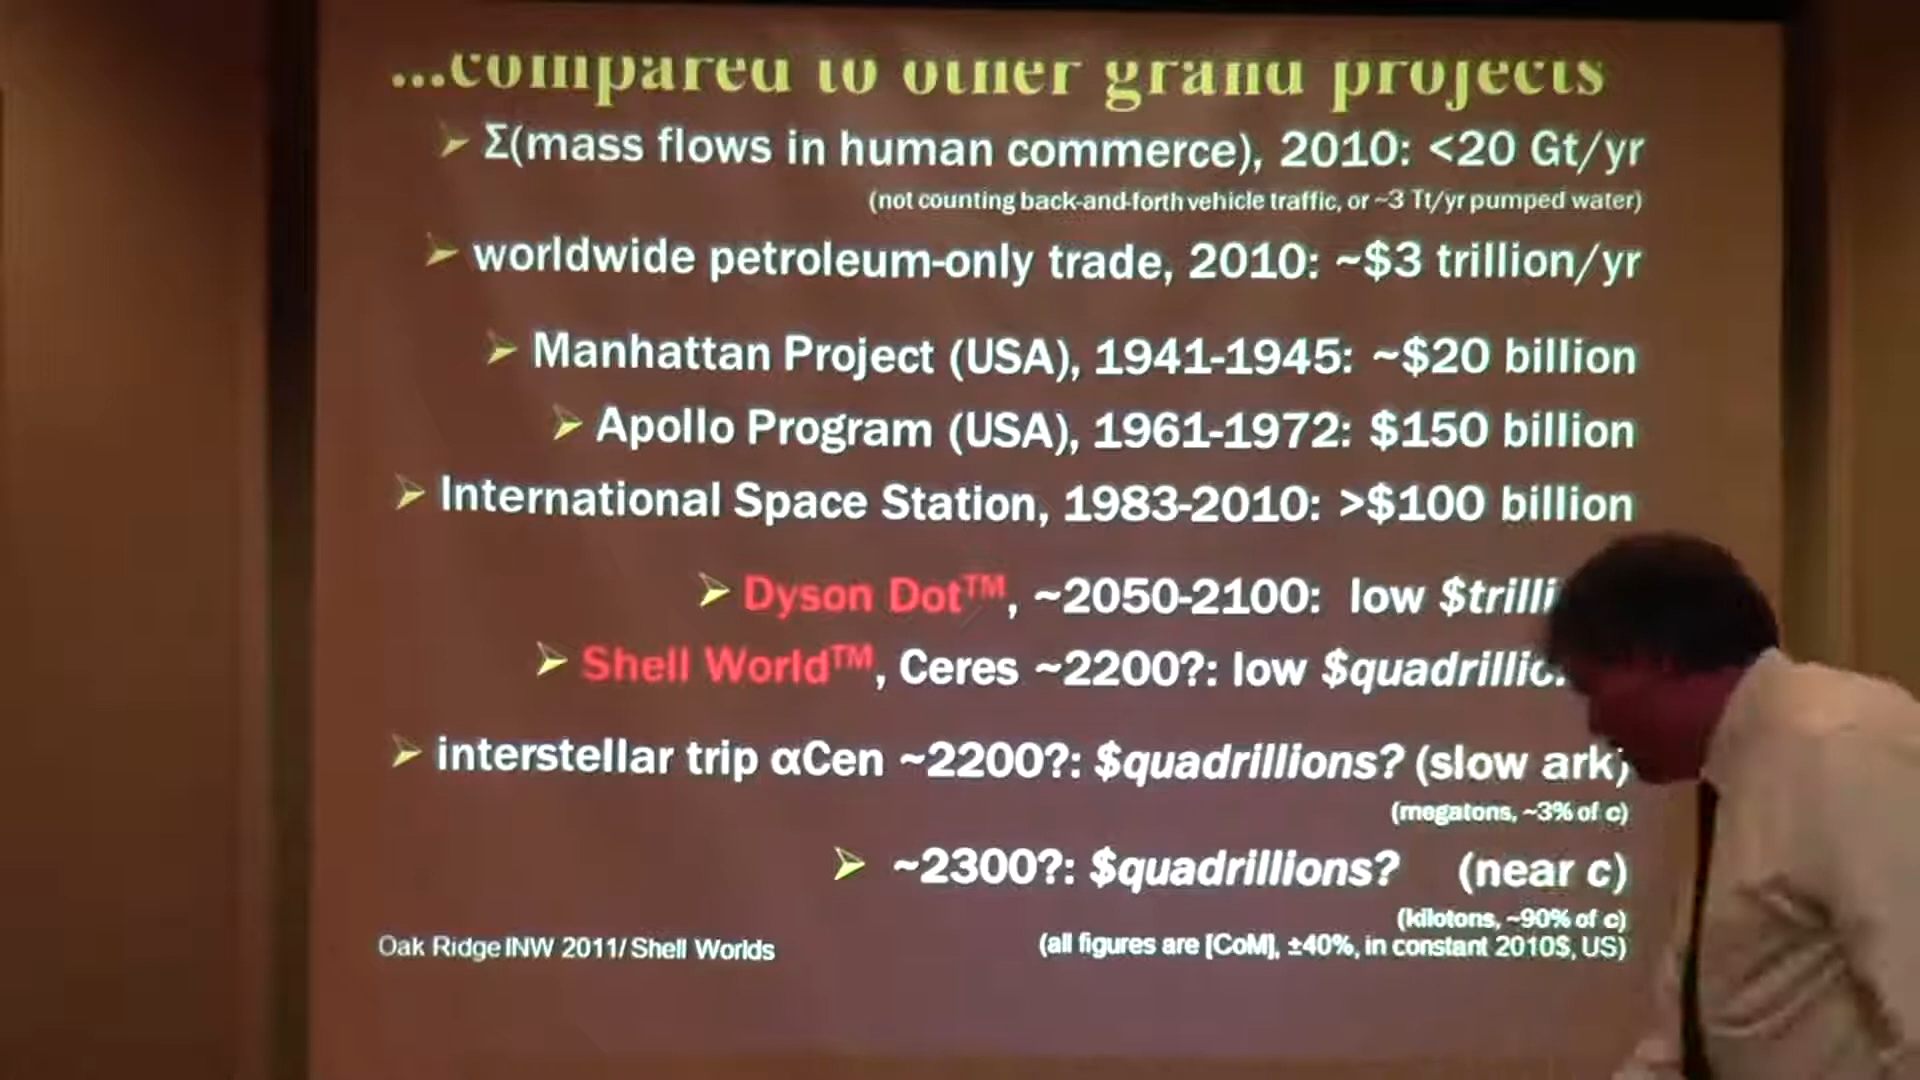 ...compared to other grand projects
Σ(mass flows in human commerce), 2010: <20 Gt/yr
(not counting back-and-forth vehicle traffic, or ~3 Tt/yr pumped water)
worldwide petroleum-only trade, 2010: ~$3 trillion/yr
Manhattan Project (USA), 1941-1945: ~$20 billion
Apollo Program (USA), 1961-1972: $150 billion
International Space Station, 1983-2010: >$100 billion
Dyson Dot™, ~2050-2100: low
Shell World™, Ceres ~2200?: low
interstellar trip αCen ~2200?: $quadrillions? (slow ark)
(megatons, ~3% of c)
~2300?: $quadrillions? (near c)
(kilotons, ~90% of c)
Oak Ridge INW 2011/ Shell Worlds
(all figures are [CoM], ±40%, in constant 2010$, US)